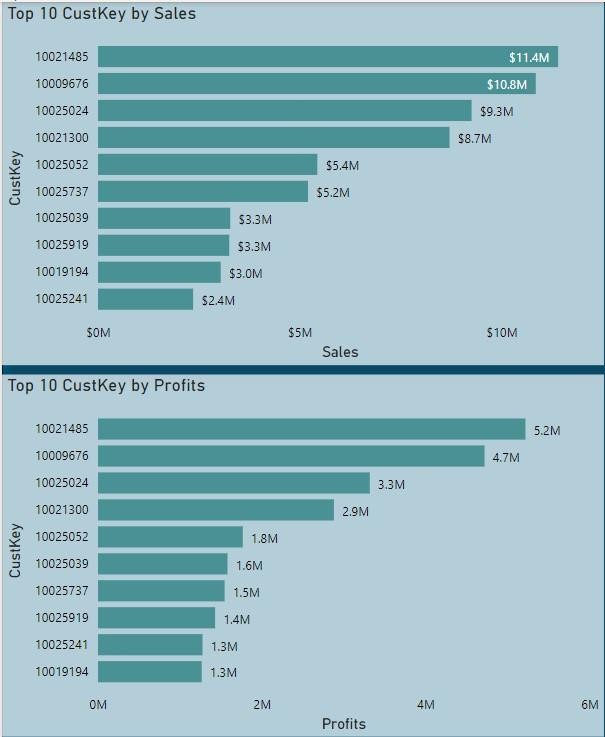 Top 10 CustKey by Sales
CustKey
10021485 $11.4M
10009676 $10.8M
10025024 $9.3M
10021300 $8.7M
10025052 $5.4M
10025737 $5.2M
10025039 $3.3M
10025919 $3.3M
10019194 $3.0M
10025241 $2.4M
$0M $5M $10M
Sales
Top 10 CustKey by Profits
CustKey
10021485 5.2M
10009676 4.7M
10025024 3.3M
10021300 2.9M
10025052 1.8M
10025039 1.6M
10025737 1.5M
10025919 1.4M
10025241 1.3M
10019194 1.3M
0M 2M 4M 6M
Profits